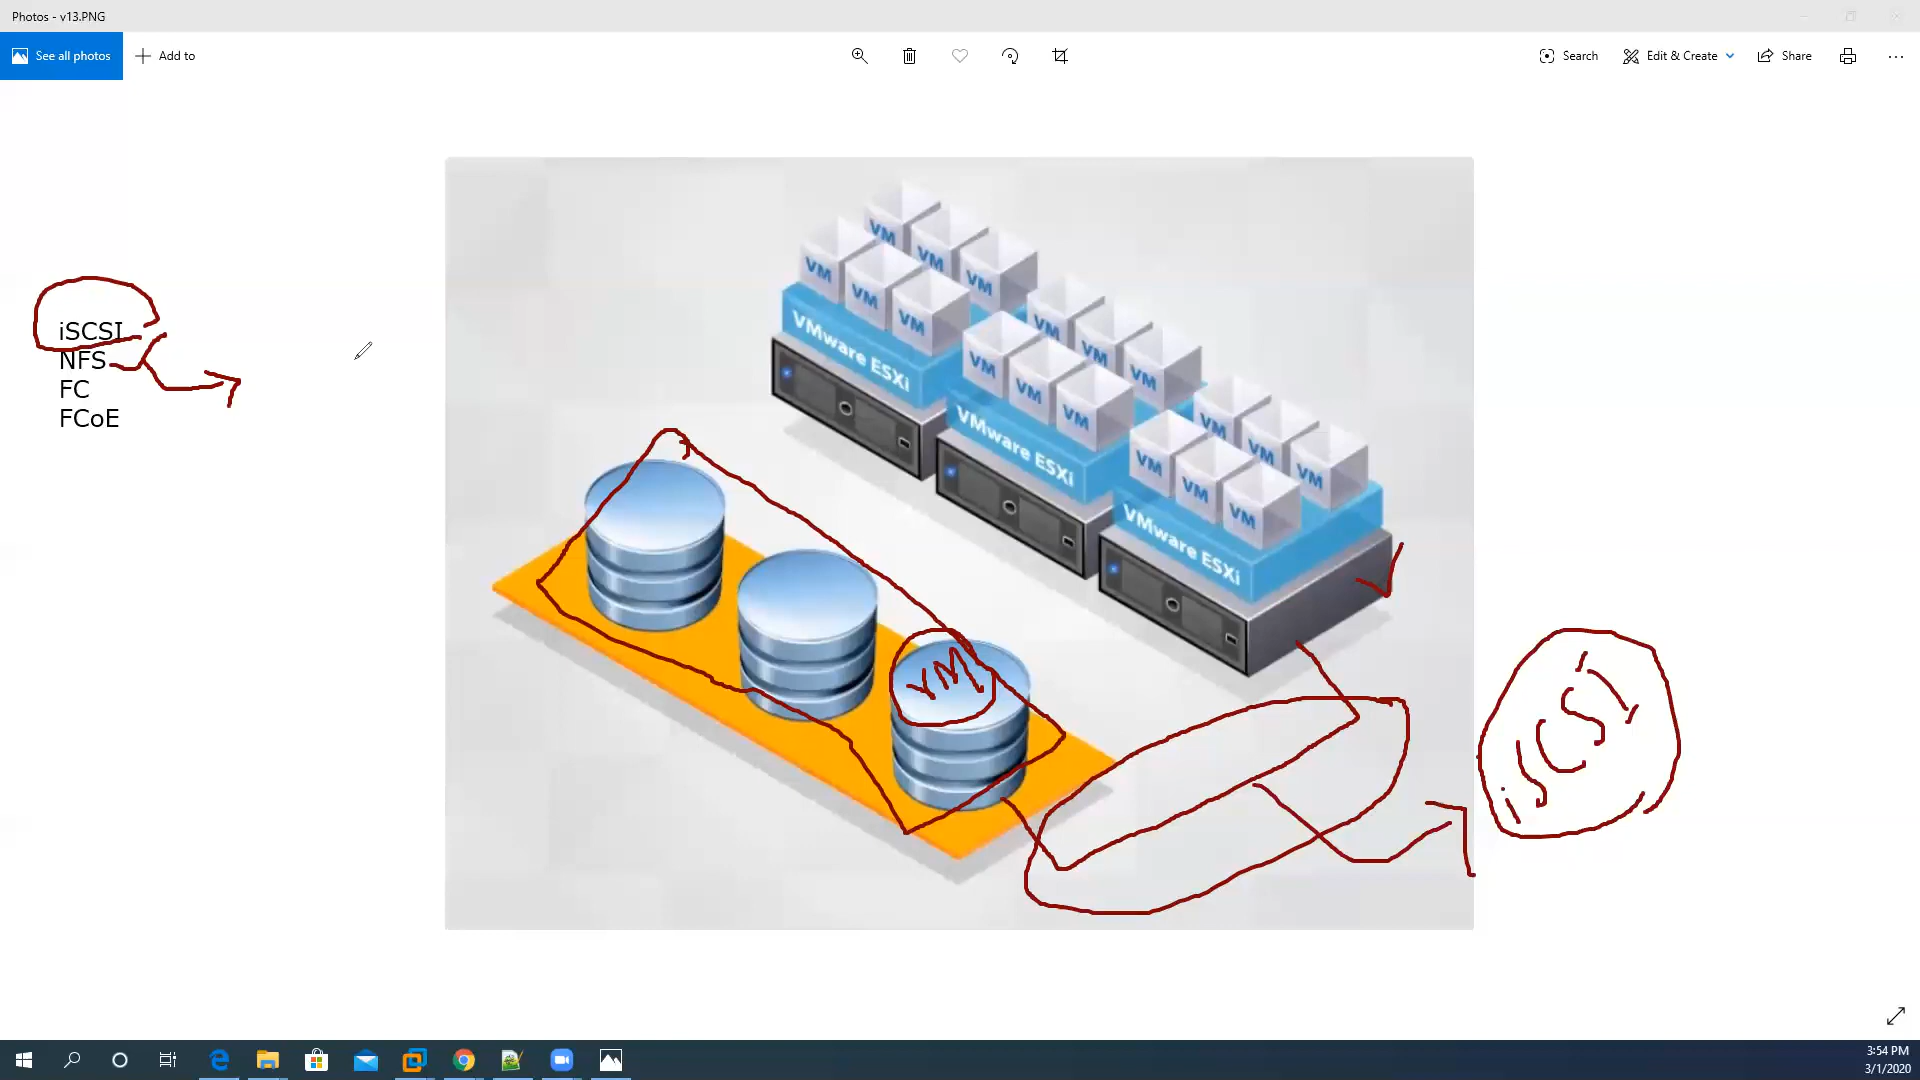 Photos - v13.PNG
See all photos
Add to
Search
Edit & Create
Share
iSCSI
NFS
FC
FCoE
VM
VM
VM
VM
VM
VM
VMware ESXi
VM
VM
VM
VM
VM
VM
VMware ESXi
VM
VM
VM
VM
VM
VM
VMware ESXi
VM
iSCSI
3:54 PM
3/1/2020